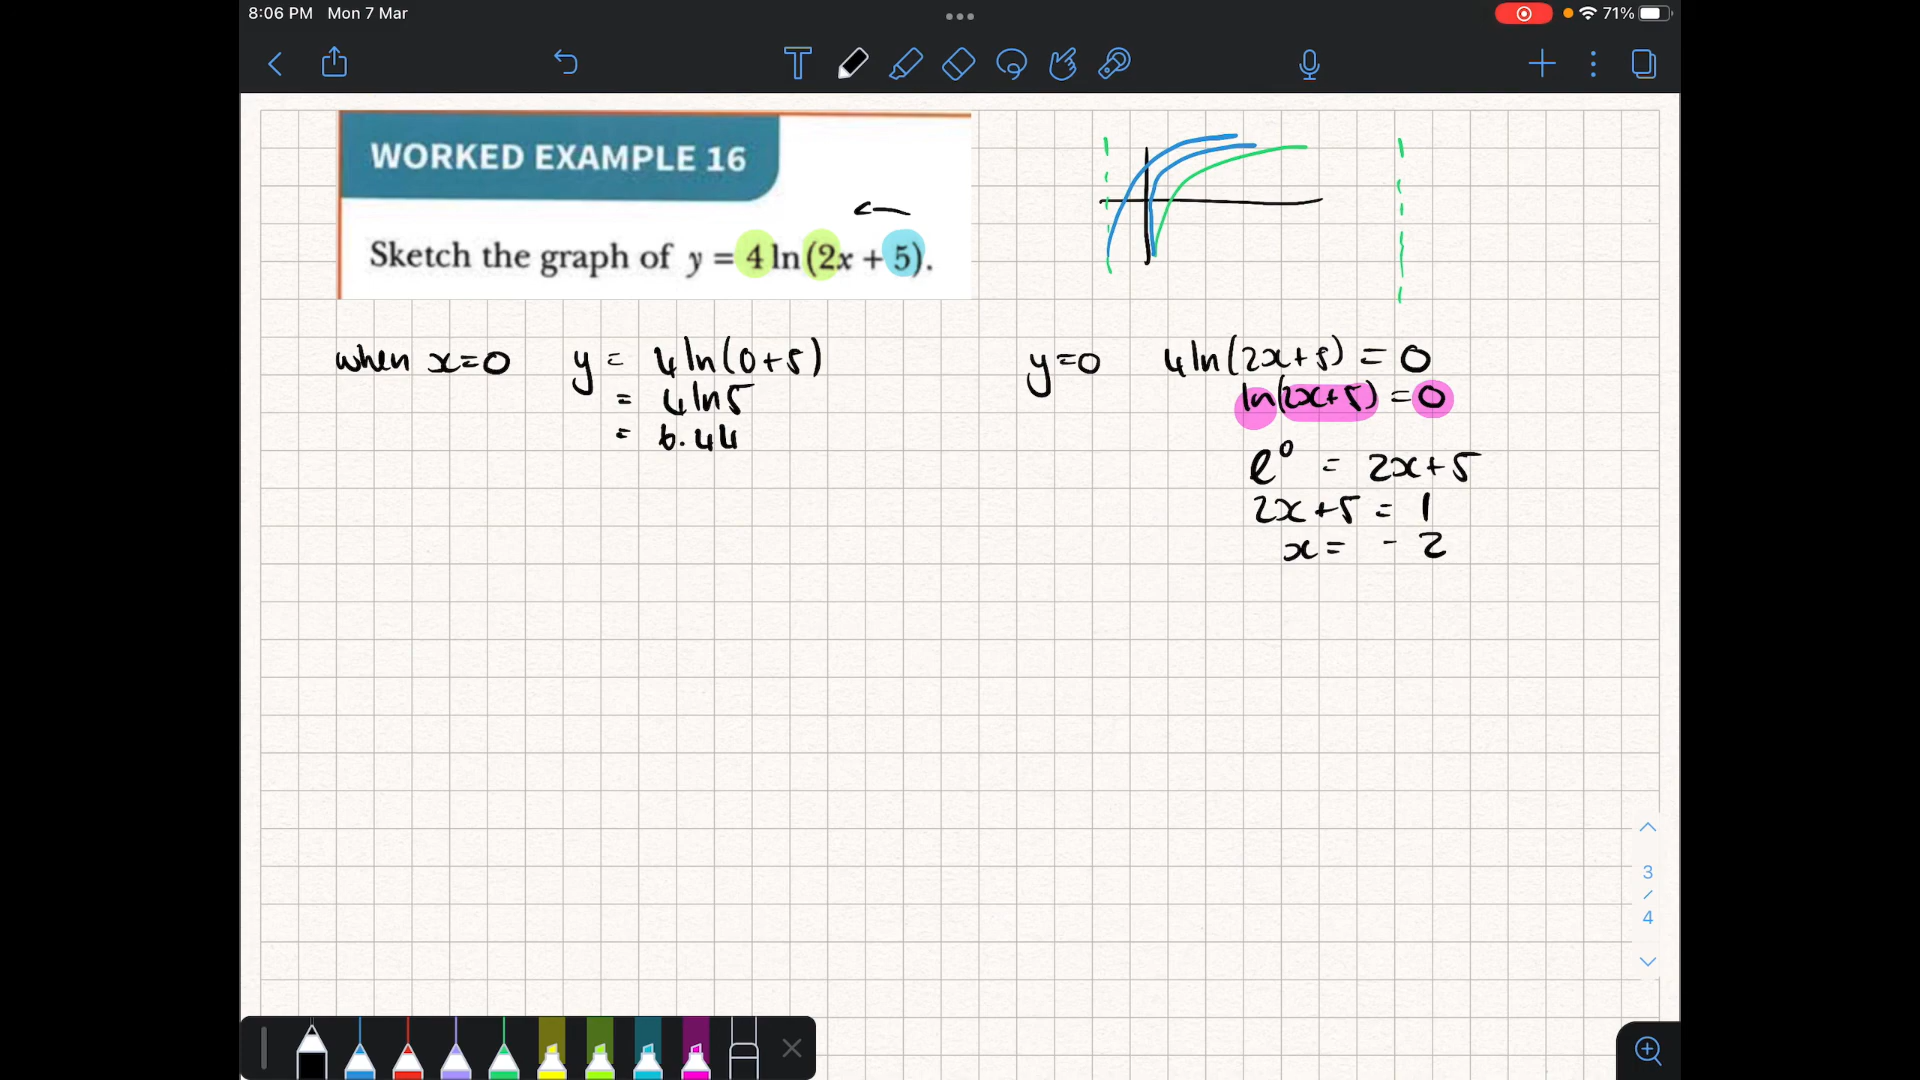 8:06 PM Mon 7 Mar
71%
WORKED EXAMPLE 16
Sketch the graph of y = 4 ln(2x + 5).
when x=0 y = 4ln(0+5)
= 4ln5
= 6.44
y=0 4ln(2x+5) = 0
ln(2x+5) = 0
e⁰ = 2x+5
2x+5 = 1
x = -2
3
/
4